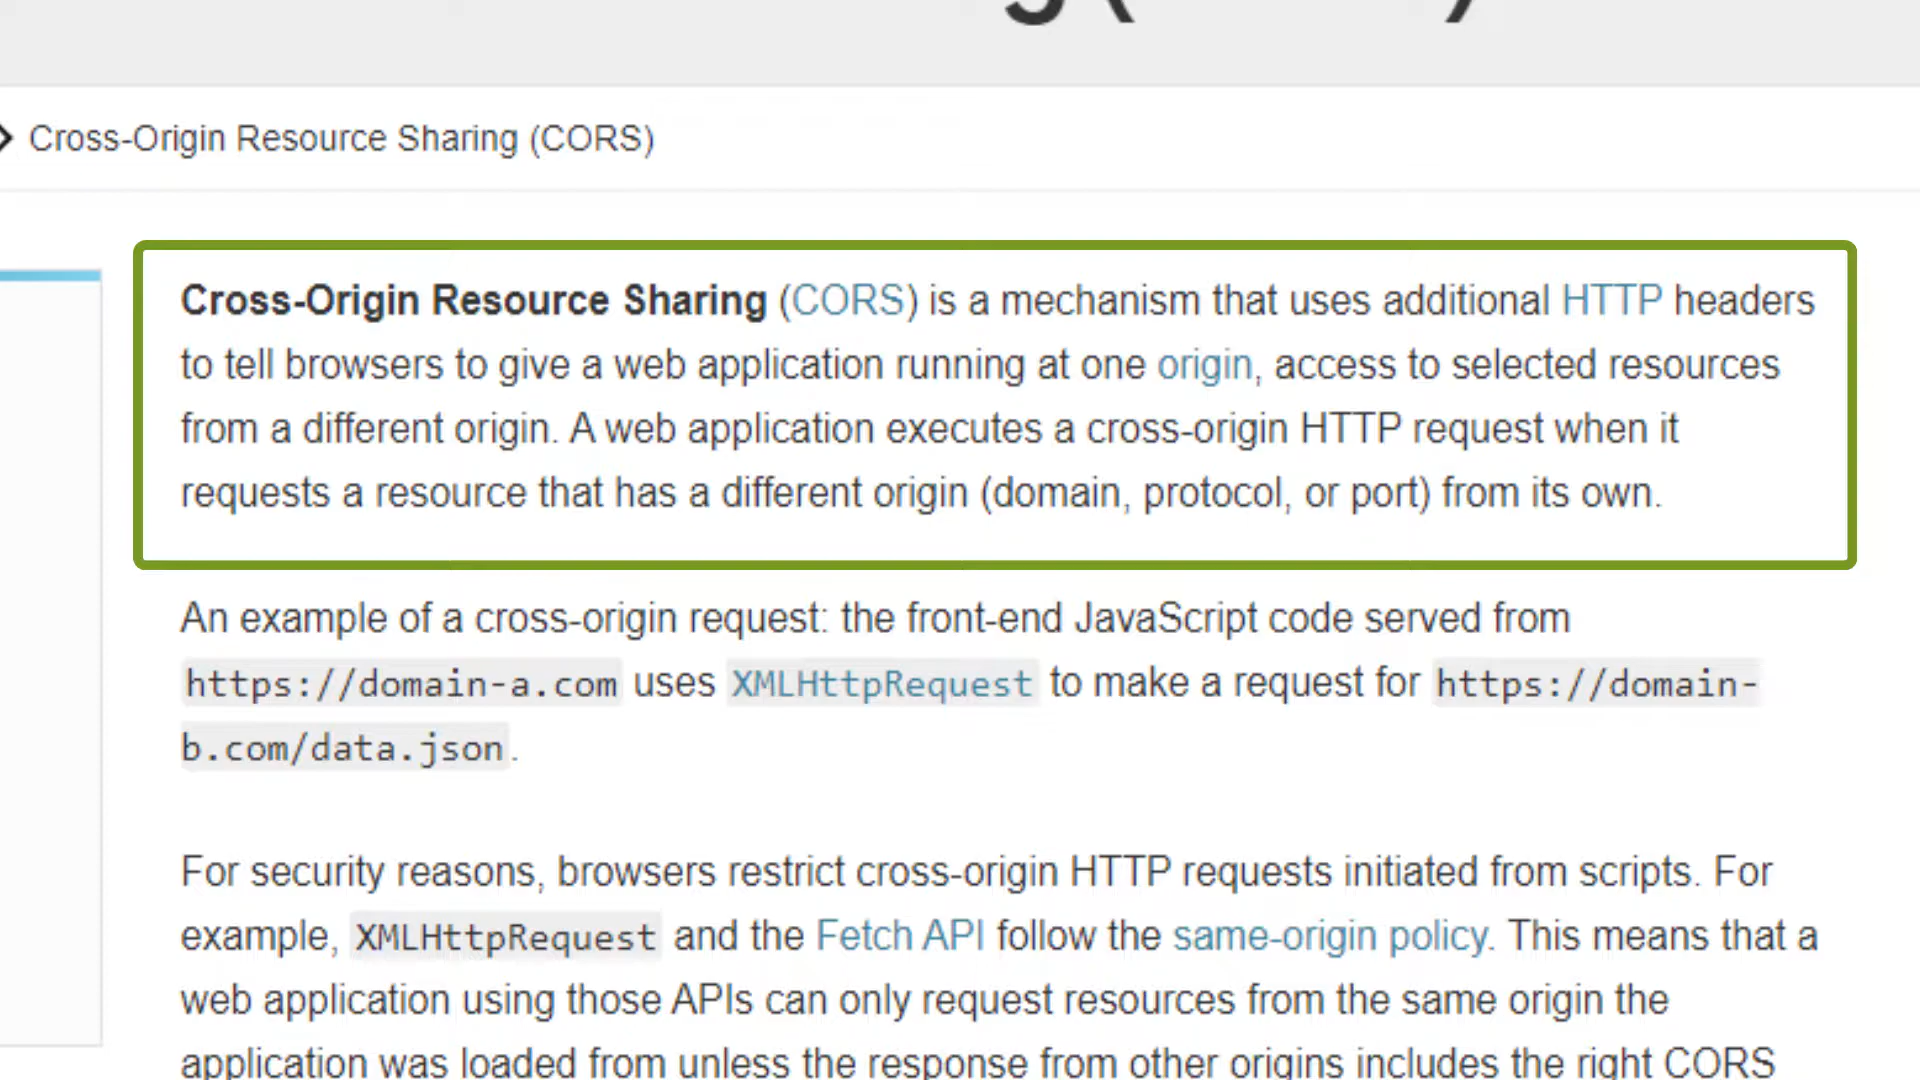 Cross-Origin Resource Sharing (CORS)
Cross-Origin Resource Sharing (CORS) is a mechanism that uses additional HTTP headers
to tell browsers to give a web application running at one origin, access to selected resources
from a different origin. A web application executes a cross-origin HTTP request when it
requests a resource that has a different origin (domain, protocol, or port) from its own.
An example of a cross-origin request: the front-end JavaScript code served from
https://domain-a.com uses XMLHttpRequest to make a request for https://domain-
b.com/data.json.
For security reasons, browsers restrict cross-origin HTTP requests initiated from scripts. For
example, XMLHttpRequest and the Fetch API follow the same-origin policy. This means that a
web application using those APIs can only request resources from the same origin the
application was loaded from unless the response from other origins includes the right CORS